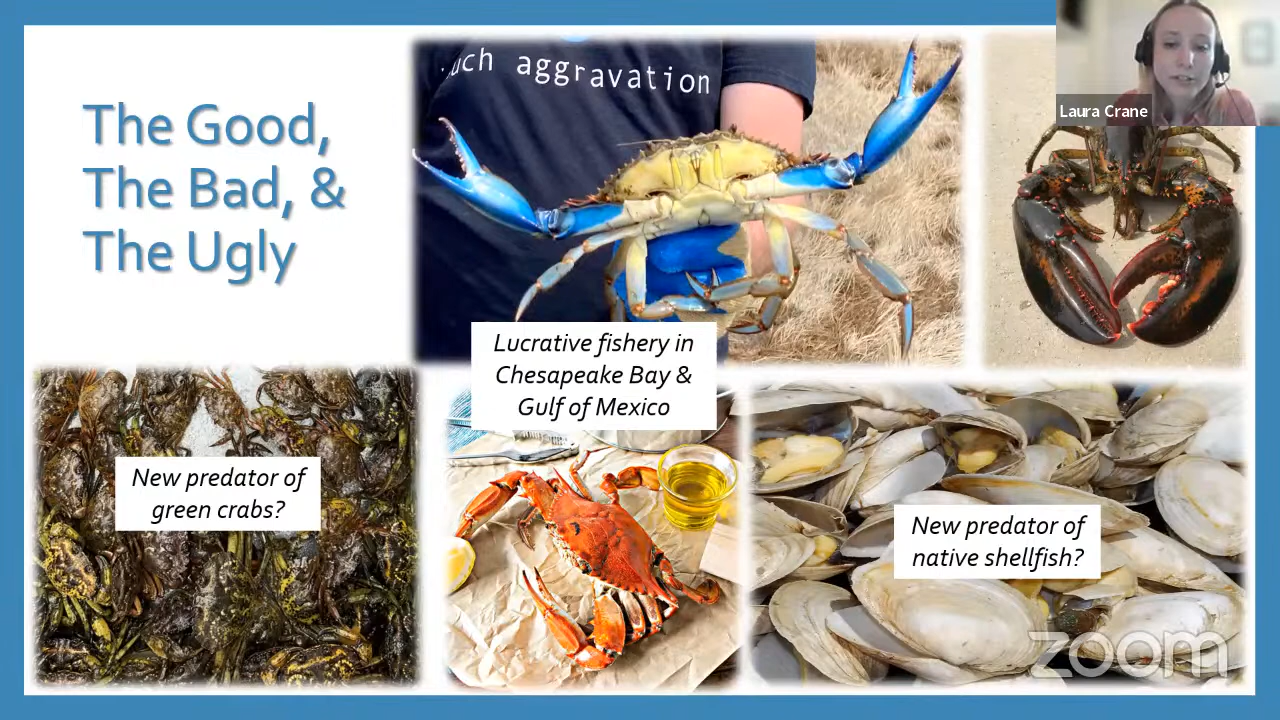 The Good,
The Bad, &
The Ugly
aggravation
Laura Crane
Lucrative fishery in
Chesapeake Bay &
Gulf of Mexico
New predator of
green crabs?
New predator of
native shellfish?
zoom